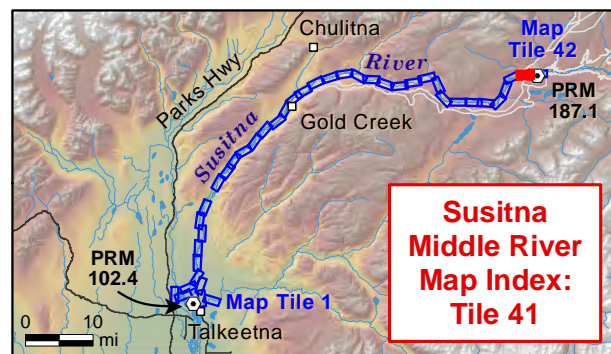 Chulitna
Map
Tile 42
Parks Hwy
River
PRM
187.1
Susitna
Gold Creek
PRM
102.4
Map Tile 1
Talkeetna
0 10
mi
Susitna
Middle River
Map Index:
Tile 41